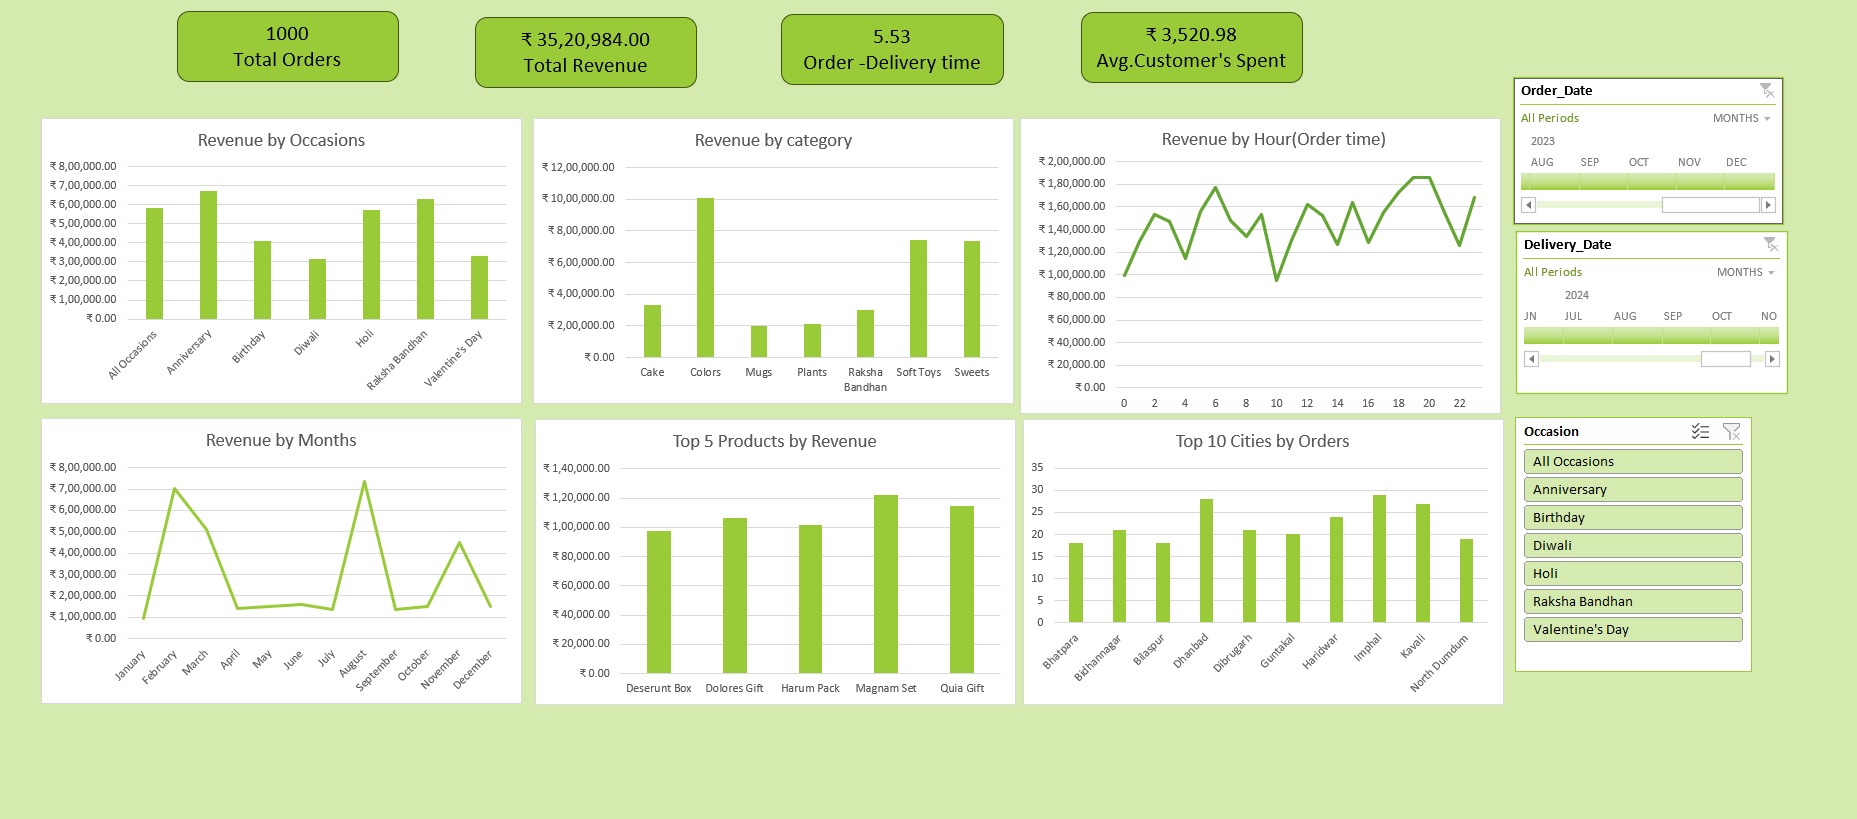 1000
Total Orders
₹ 35,20,984.00
Total Revenue
5.53
Order -Delivery time
₹ 3,520.98
Avg.Customer's Spent
Revenue by Occasions
₹ 8,00,000.00
₹ 7,00,000.00
₹ 6,00,000.00
₹ 5,00,000.00
₹ 4,00,000.00
₹ 3,00,000.00
₹ 2,00,000.00
₹ 1,00,000.00
₹ 0.00
All Occasions
Anniversary
Birthday
Diwali
Holi
Raksha Bandhan
Valentine's Day
Revenue by category
₹ 12,00,000.00
₹ 10,00,000.00
₹ 8,00,000.00
₹ 6,00,000.00
₹ 4,00,000.00
₹ 2,00,000.00
₹ 0.00
Cake
Colors
Mugs
Plants
Raksha
Bandhan
Soft Toys
Sweets
Revenue by Hour(Order time)
₹ 2,00,000.00
₹ 1,80,000.00
₹ 1,60,000.00
₹ 1,40,000.00
₹ 1,20,000.00
₹ 1,00,000.00
₹ 80,000.00
₹ 60,000.00
₹ 40,000.00
₹ 20,000.00
₹ 0.00
0 2 4 6 8 10 12 14 16 18 20 22
Order_Date
All Periods
MONTHS
2023
AUG SEP OCT NOV DEC
Delivery_Date
All Periods
MONTHS
2024
JN JUL AUG SEP OCT NO
Revenue by Months
₹ 8,00,000.00
₹ 7,00,000.00
₹ 6,00,000.00
₹ 5,00,000.00
₹ 4,00,000.00
₹ 3,00,000.00
₹ 2,00,000.00
₹ 1,00,000.00
₹ 0.00
January
February
March
April
May
June
July
August
September
October
November
December
Top 5 Products by Revenue
₹ 1,40,000.00
₹ 1,20,000.00
₹ 1,00,000.00
₹ 80,000.00
₹ 60,000.00
₹ 40,000.00
₹ 20,000.00
₹ 0.00
Deserunt Box
Dolores Gift
Harum Pack
Magnam Set
Quia Gift
Top 10 Cities by Orders
35
30
25
20
15
10
5
0
Bhatpara
Bidhannagar
Bilaspur
Dhanbad
Dibrugarh
Guntakal
Haridwar
Imphal
Kavali
North Dumdum
Occasion
All Occasions
Anniversary
Birthday
Diwali
Holi
Raksha Bandhan
Valentine's Day